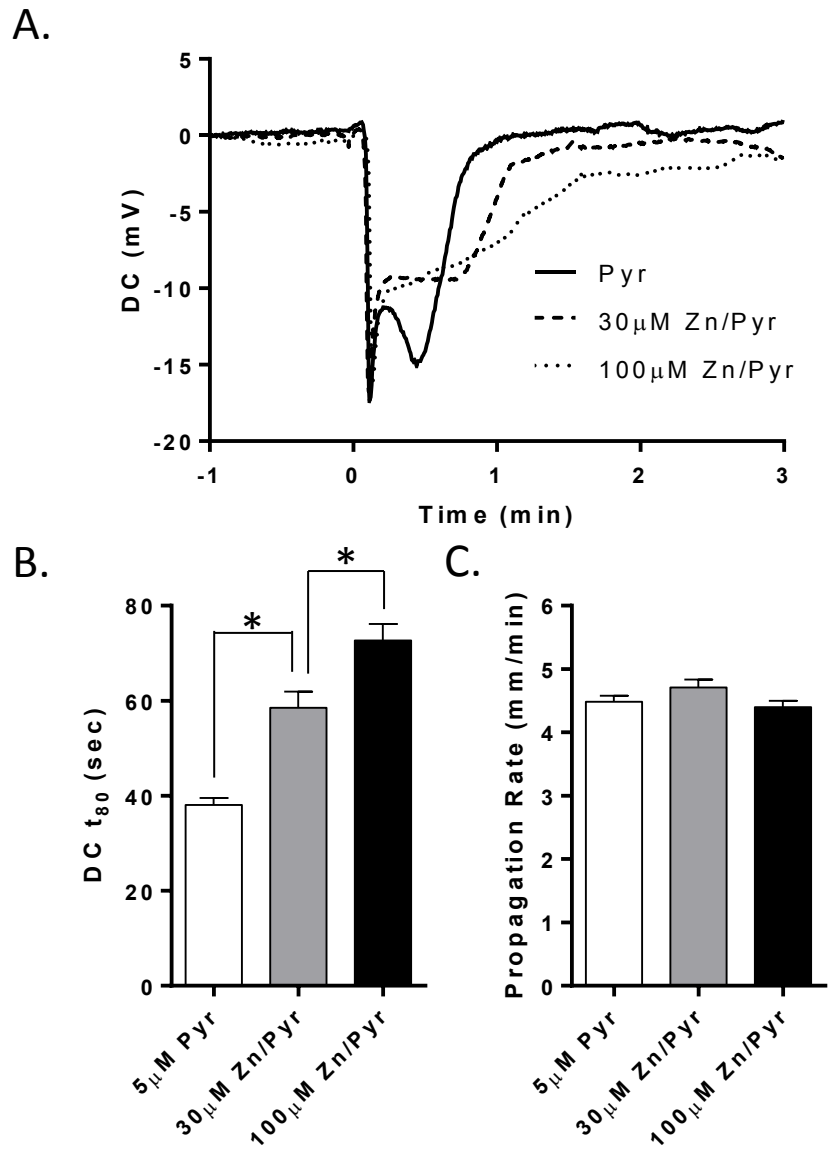 A.
5
0
-5
-10
-15
-20
DC (mV)
-1
0
1
2
3
Time (min)
Pyr
30μM Zn/Pyr
100μM Zn/Pyr
B.
*
*
80
60
40
20
0
DC t80 (sec)
5μM Pyr
30μM Zn/Pyr
100μM Zn/Pyr
C.
6
5
4
3
2
1
0
Propagation Rate (mm/min)
5μM Pyr
30μM Zn/Pyr
100μM Zn/Pyr